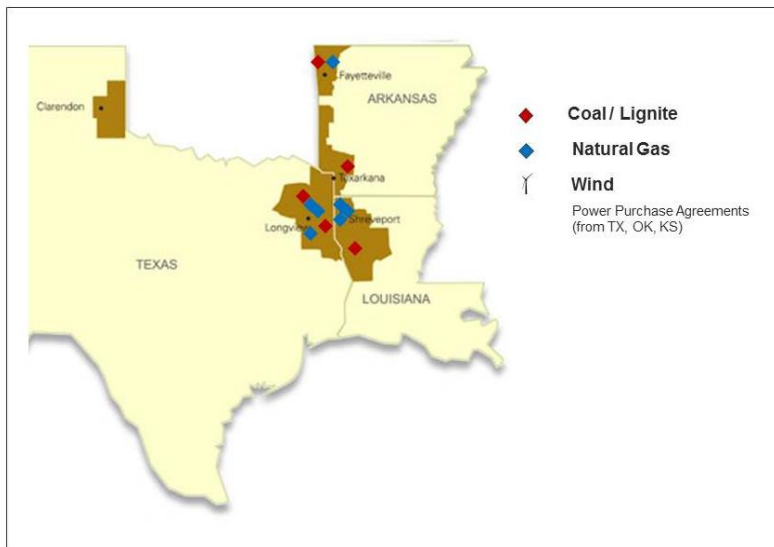 Fayetteville
Clarendon
ARKANSAS
Texarkana
Shreveport
Longview
TEXAS
LOUISIANA
Coal / Lignite
Natural Gas
Wind
Power Purchase Agreements
(from TX, OK, KS)